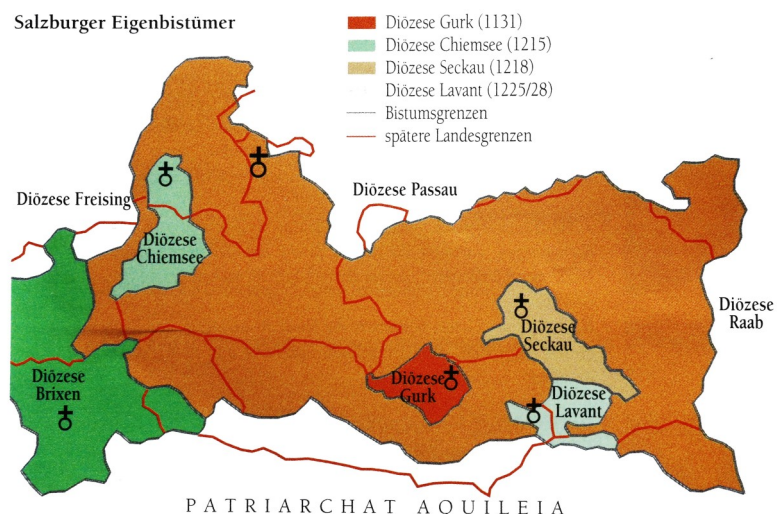 Salzburger Eigenbistümer
Diözese Gurk (1131)
Diözese Chiemsee (1215)
Diözese Seckau (1218)
Diözese Lavant (1225/28)
Bistumsgrenzen
spätere Landesgrenzen
Diözese Freising
Diözese Passau
Diözese
Chiemsee
Diözese
Raab
Diözese
Seckau
Diözese
Brixen
Diözese
Gurk
Diözese
Lavant
PATRIARCHAT AQUILEIA